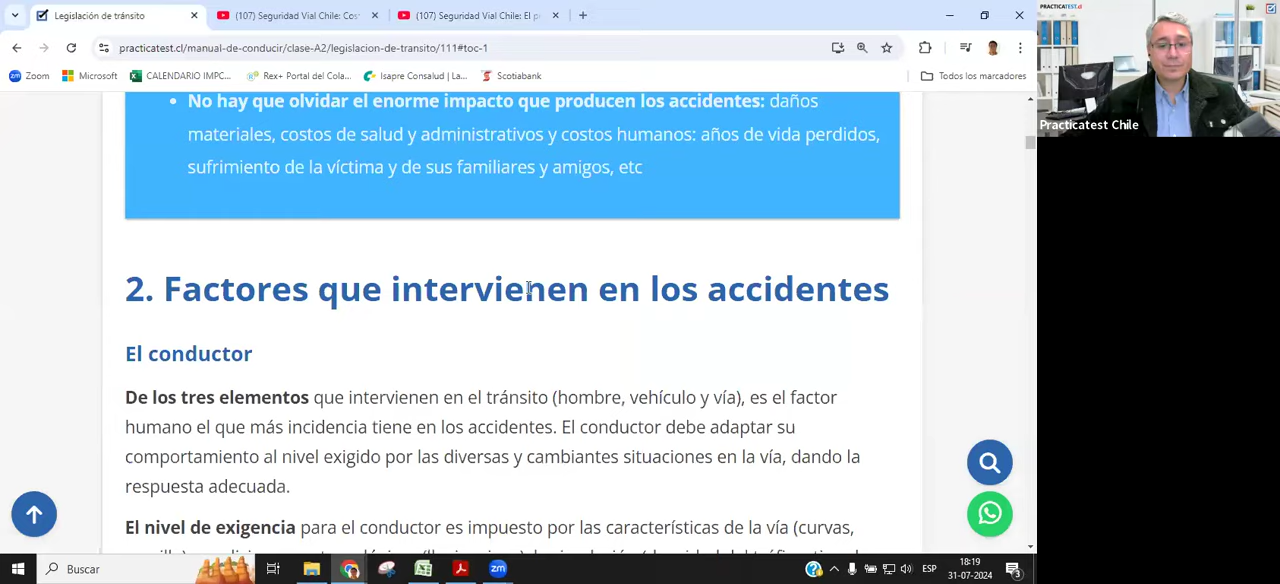 Legislación de tránsito
(107) Seguridad Vial Chile: cos
(107) Seguridad Vial Chile: El p
practicatest.cl/manual-de-conducir/clase-A2/legislacion-de-transito/111#toc-1
Zoom
Microsoft
CALENDARIO IMPC...
Rex+ Portal del Col...
Isapre Consalud | La...
Scotiabank
Todos los marcadores
PRACTICATEST.cl
Practicatest Chile
No hay que olvidar el enorme impacto que producen los accidentes: daños
materiales, costos de salud y administrativos y costos humanos: años de vida perdidos,
sufrimiento de la víctima y de sus familiares y amigos, etc
2. Factores que intervienen en los accidentes
El conductor
De los tres elementos que intervienen en el tránsito (hombre, vehículo y vía), es el factor
humano el que más incidencia tiene en los accidentes. El conductor debe adaptar su
comportamiento al nivel exigido por las diversas y cambiantes situaciones en la vía, dando la
respuesta adecuada.
El nivel de exigencia para el conductor es impuesto por las características de la vía (curvas,
Buscar
zm
ESP
18:19
31-07-2024
3